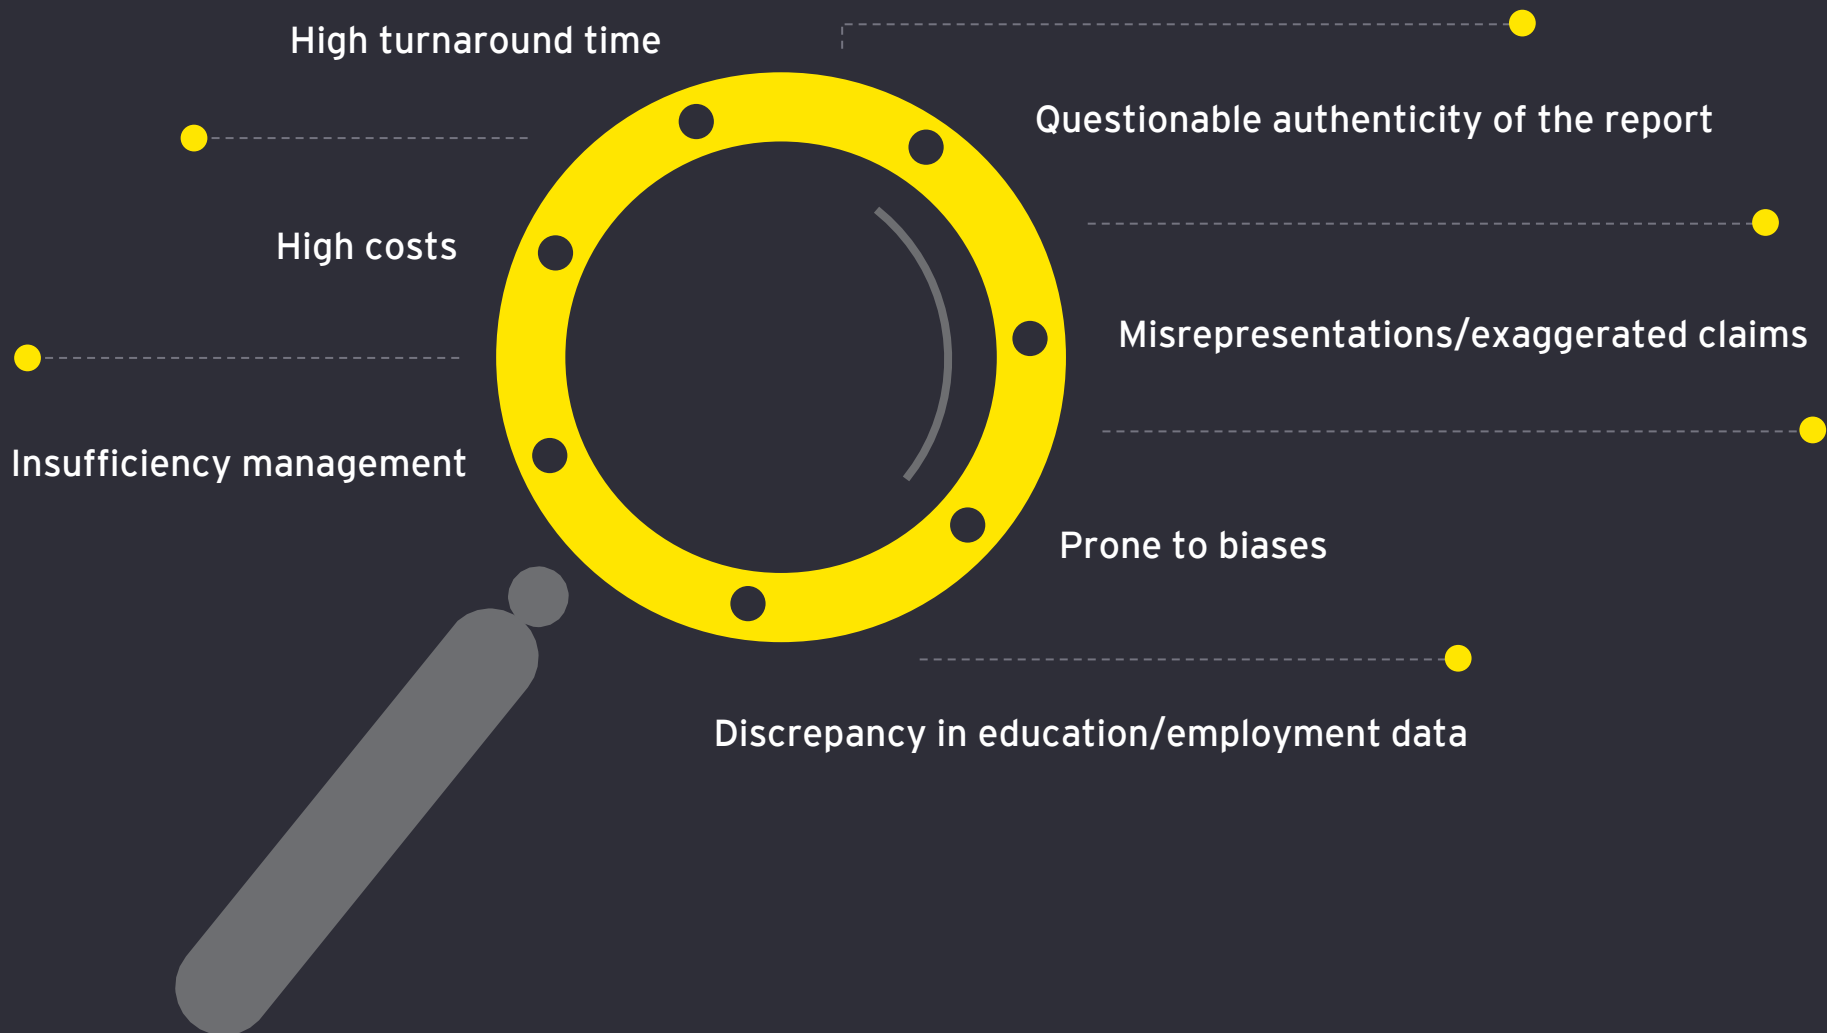 High turnaround time
Questionable authenticity of the report
High costs
Misrepresentations/exaggerated claims
Insufficiency management
Prone to biases
Discrepancy in education/employment data